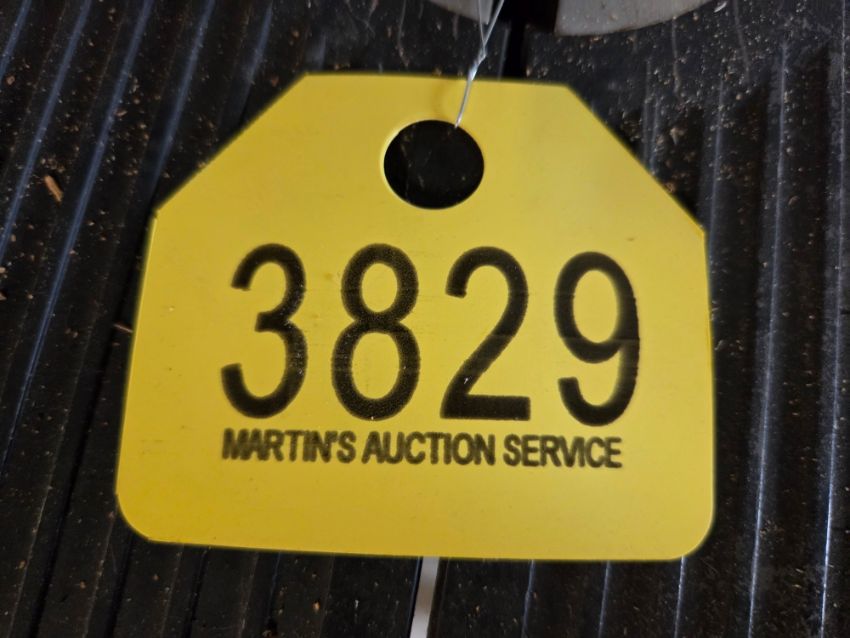 3829
MARTIN'S AUCTION SERVICE